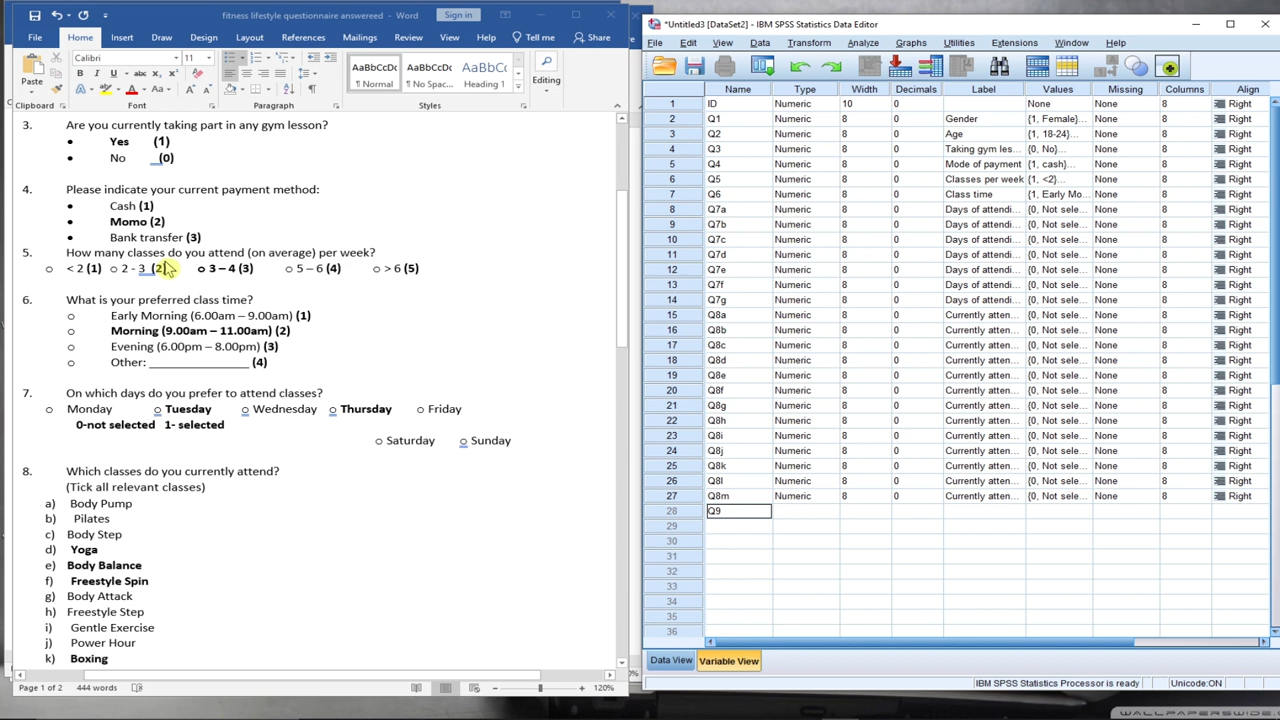 fitness lifestyle questionnaire answereed - Word
Sign in
File Home Insert Draw Design Layout References Mailings Review View Help Tell me Share
Paste
Calibri 11
B I U abc x₂ x²
AaBbCcDc AaBbCcDc AaBbCc
¶ Normal ¶ No Spac... Heading 1
Editing
Clipboard Font Paragraph Styles
3. Are you currently taking part in any gym lesson?
Yes (1)
No (0)
4. Please indicate your current payment method:
Cash (1)
Momo (2)
Bank transfer (3)
5. How many classes do you attend (on average) per week?
< 2 (1) 2 - 3 (2) 3 – 4 (3) 5 – 6 (4) > 6 (5)
6. What is your preferred class time?
Early Morning (6.00am – 9.00am) (1)
Morning (9.00am – 11.00am) (2)
Evening (6.00pm – 8.00pm) (3)
Other: __________________ (4)
7. On which days do you prefer to attend classes?
Monday Tuesday Wednesday Thursday Friday
0-not selected 1- selected
Saturday Sunday
8. Which classes do you currently attend?
(Tick all relevant classes)
a) Body Pump
b) Pilates
c) Body Step
d) Yoga
e) Body Balance
f) Freestyle Spin
g) Body Attack
h) Freestyle Step
i) Gentle Exercise
j) Power Hour
k) Boxing
Page 1 of 2 444 words 120%
*Untitled3 [DataSet2] - IBM SPSS Statistics Data Editor
File Edit View Data Transform Analyze Graphs Utilities Extensions Window Help
Name Type Width Decimals Label Values Missing Columns Align
1 ID Numeric 10 0 None None 8 Right
2 Q1 Numeric 8 0 Gender {1, Female}... None 8 Right
3 Q2 Numeric 8 0 Age {1, 18-24}... None 8 Right
4 Q3 Numeric 8 0 Taking gym les... {0, No}... None 8 Right
5 Q4 Numeric 8 0 Mode of payment {1, cash}... None 8 Right
6 Q5 Numeric 8 0 Classes per week {1, <2}... None 8 Right
7 Q6 Numeric 8 0 Class time {1, Early Mo... None 8 Right
8 Q7a Numeric 8 0 Days of attendi... {0, Not sele... None 8 Right
9 Q7b Numeric 8 0 Days of attendi... {0, Not sele... None 8 Right
10 Q7c Numeric 8 0 Days of attendi... {0, Not sele... None 8 Right
11 Q7d Numeric 8 0 Days of attendi... {0, Not sele... None 8 Right
12 Q7e Numeric 8 0 Days of attendi... {0, Not sele... None 8 Right
13 Q7f Numeric 8 0 Days of attendi... {0, Not sele... None 8 Right
14 Q7g Numeric 8 0 Days of attendi... {0, Not sele... None 8 Right
15 Q8a Numeric 8 0 Currently atten... {0, Not sele... None 8 Right
16 Q8b Numeric 8 0 Currently atten... {0, Not sele... None 8 Right
17 Q8c Numeric 8 0 Currently atten... {0, Not sele... None 8 Right
18 Q8d Numeric 8 0 Currently atten... {0, Not sele... None 8 Right
19 Q8e Numeric 8 0 Currently atten... {0, Not sele... None 8 Right
20 Q8f Numeric 8 0 Currently atten... {0, Not sele... None 8 Right
21 Q8g Numeric 8 0 Currently atten... {0, Not sele... None 8 Right
22 Q8h Numeric 8 0 Currently atten... {0, Not sele... None 8 Right
23 Q8i Numeric 8 0 Currently atten... {0, Not sele... None 8 Right
24 Q8j Numeric 8 0 Currently atten... {0, Not sele... None 8 Right
25 Q8k Numeric 8 0 Currently atten... {0, Not sele... None 8 Right
26 Q8l Numeric 8 0 Currently atten... {0, Not sele... None 8 Right
27 Q8m Numeric 8 0 Currently atten... {0, Not sele... None 8 Right
28 Q9
29
30
31
32
33
34
35
36
Data View Variable View
IBM SPSS Statistics Processor is ready Unicode:ON